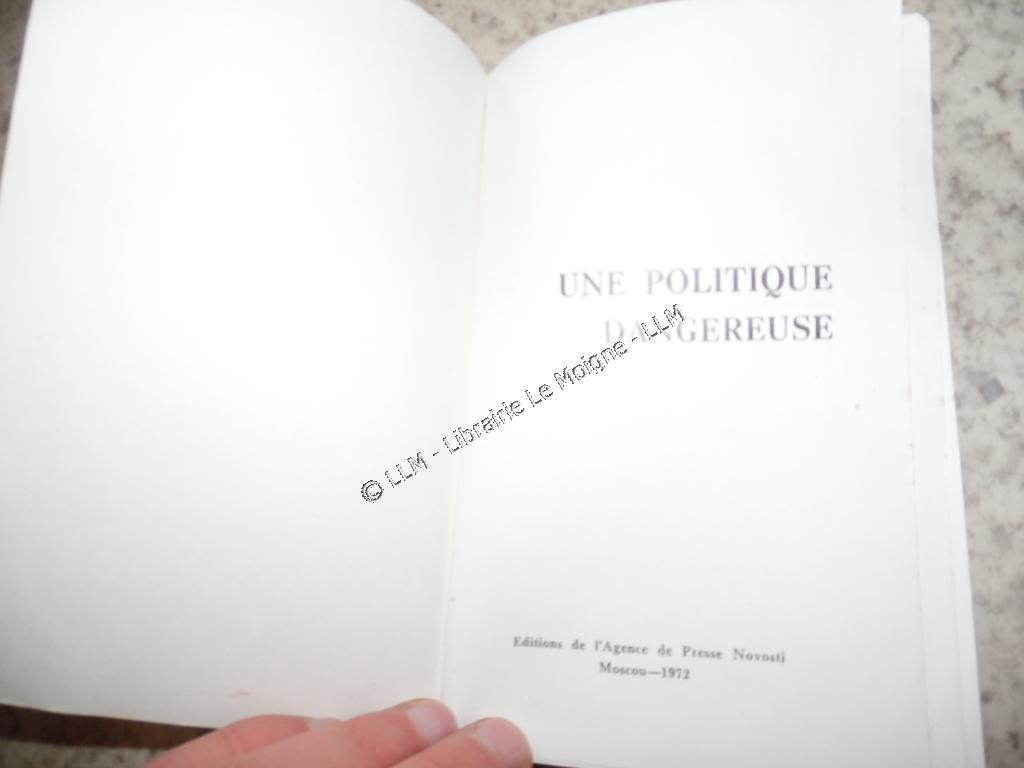 UNE POLITIQUE
DANGEREUSE
© LLM - Librairie Le Moigne - LLM
Editions de l'Agence de Presse Novosti
Moscou—1972